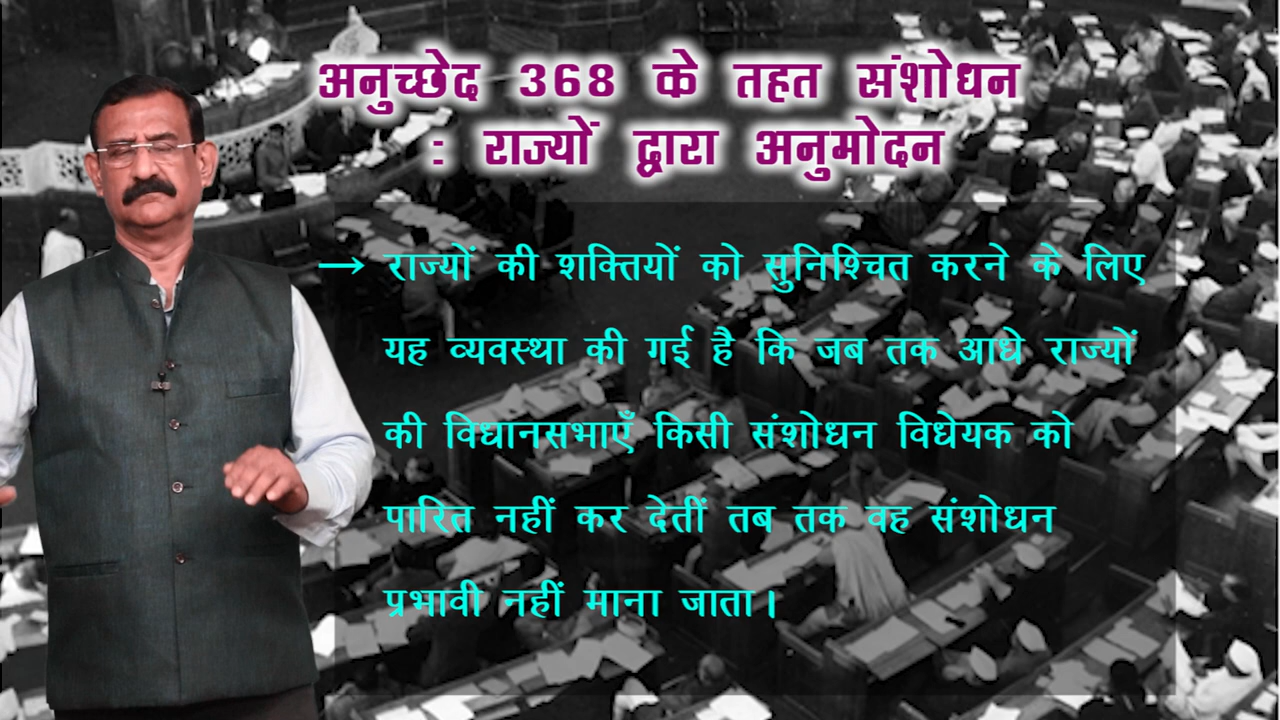 अनुच्छेद 368 के तहत संशोधन
: राज्यों द्वारा अनुमोदन
→ राज्यों की शक्तियों को सुनिश्चित करने के लिए
यह व्यवस्था की गई है कि जब तक आधे राज्यों
की विधानसभाएँ किसी संशोधन विधेयक को
पारित नहीं कर देतीं तब तक वह संशोधन
प्रभावी नहीं माना जाता।